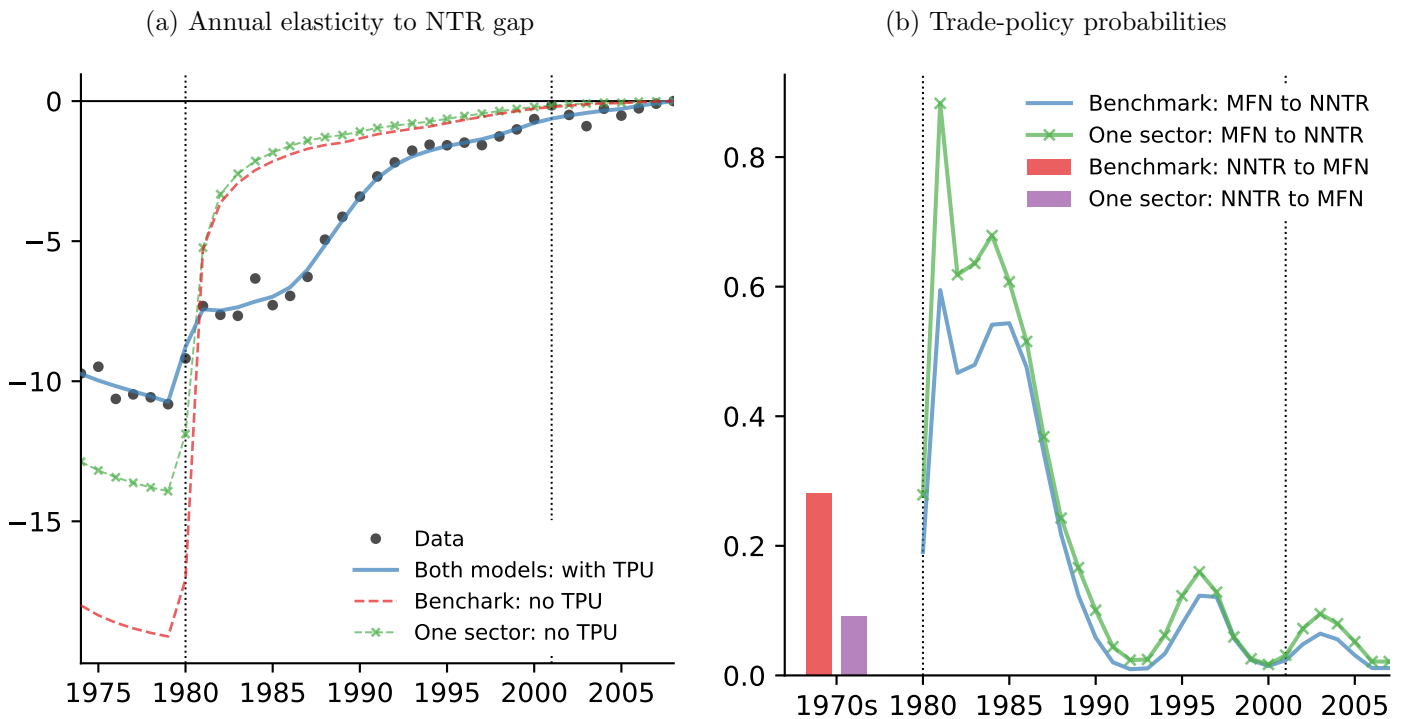 (a) Annual elasticity to NTR gap
0
−5
−10
−15
1975 1980 1985 1990 1995 2000 2005
Data
Both models: with TPU
Benchark: no TPU
One sector: no TPU
(b) Trade-policy probabilities
0.8
0.6
0.4
0.2
0.0
1970s 1980 1985 1990 1995 2000 2005
Benchmark: MFN to NNTR
One sector: MFN to NNTR
Benchmark: NNTR to MFN
One sector: NNTR to MFN